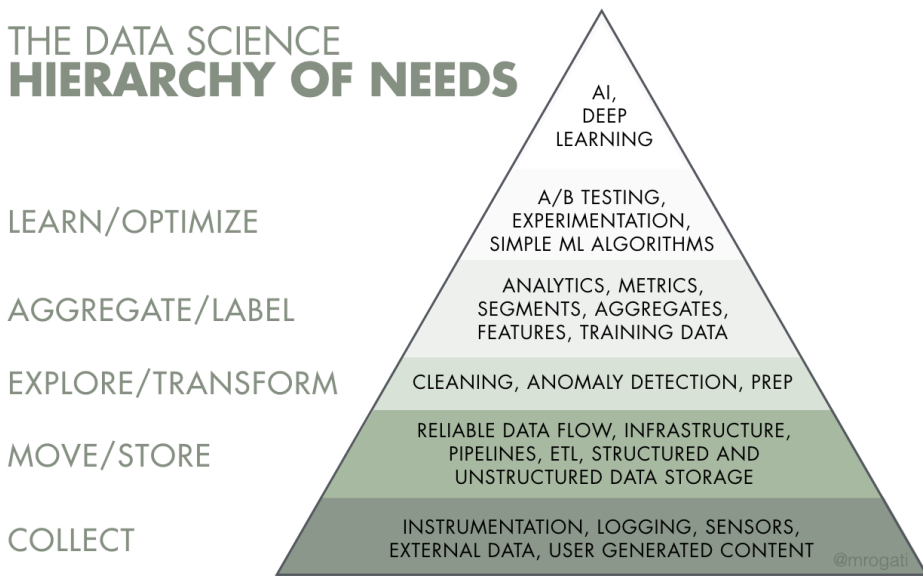 THE DATA SCIENCE
HIERARCHY OF NEEDS
AI,
DEEP
LEARNING
LEARN/OPTIMIZE
A/B TESTING,
EXPERIMENTATION,
SIMPLE ML ALGORITHMS
AGGREGATE/LABEL
ANALYTICS, METRICS,
SEGMENTS, AGGREGATES,
FEATURES, TRAINING DATA
EXPLORE/TRANSFORM
CLEANING, ANOMALY DETECTION, PREP
MOVE/STORE
RELIABLE DATA FLOW, INFRASTRUCTURE,
PIPELINES, ETL, STRUCTURED AND
UNSTRUCTURED DATA STORAGE
COLLECT
INSTRUMENTATION, LOGGING, SENSORS,
EXTERNAL DATA, USER GENERATED CONTENT
@mrogati